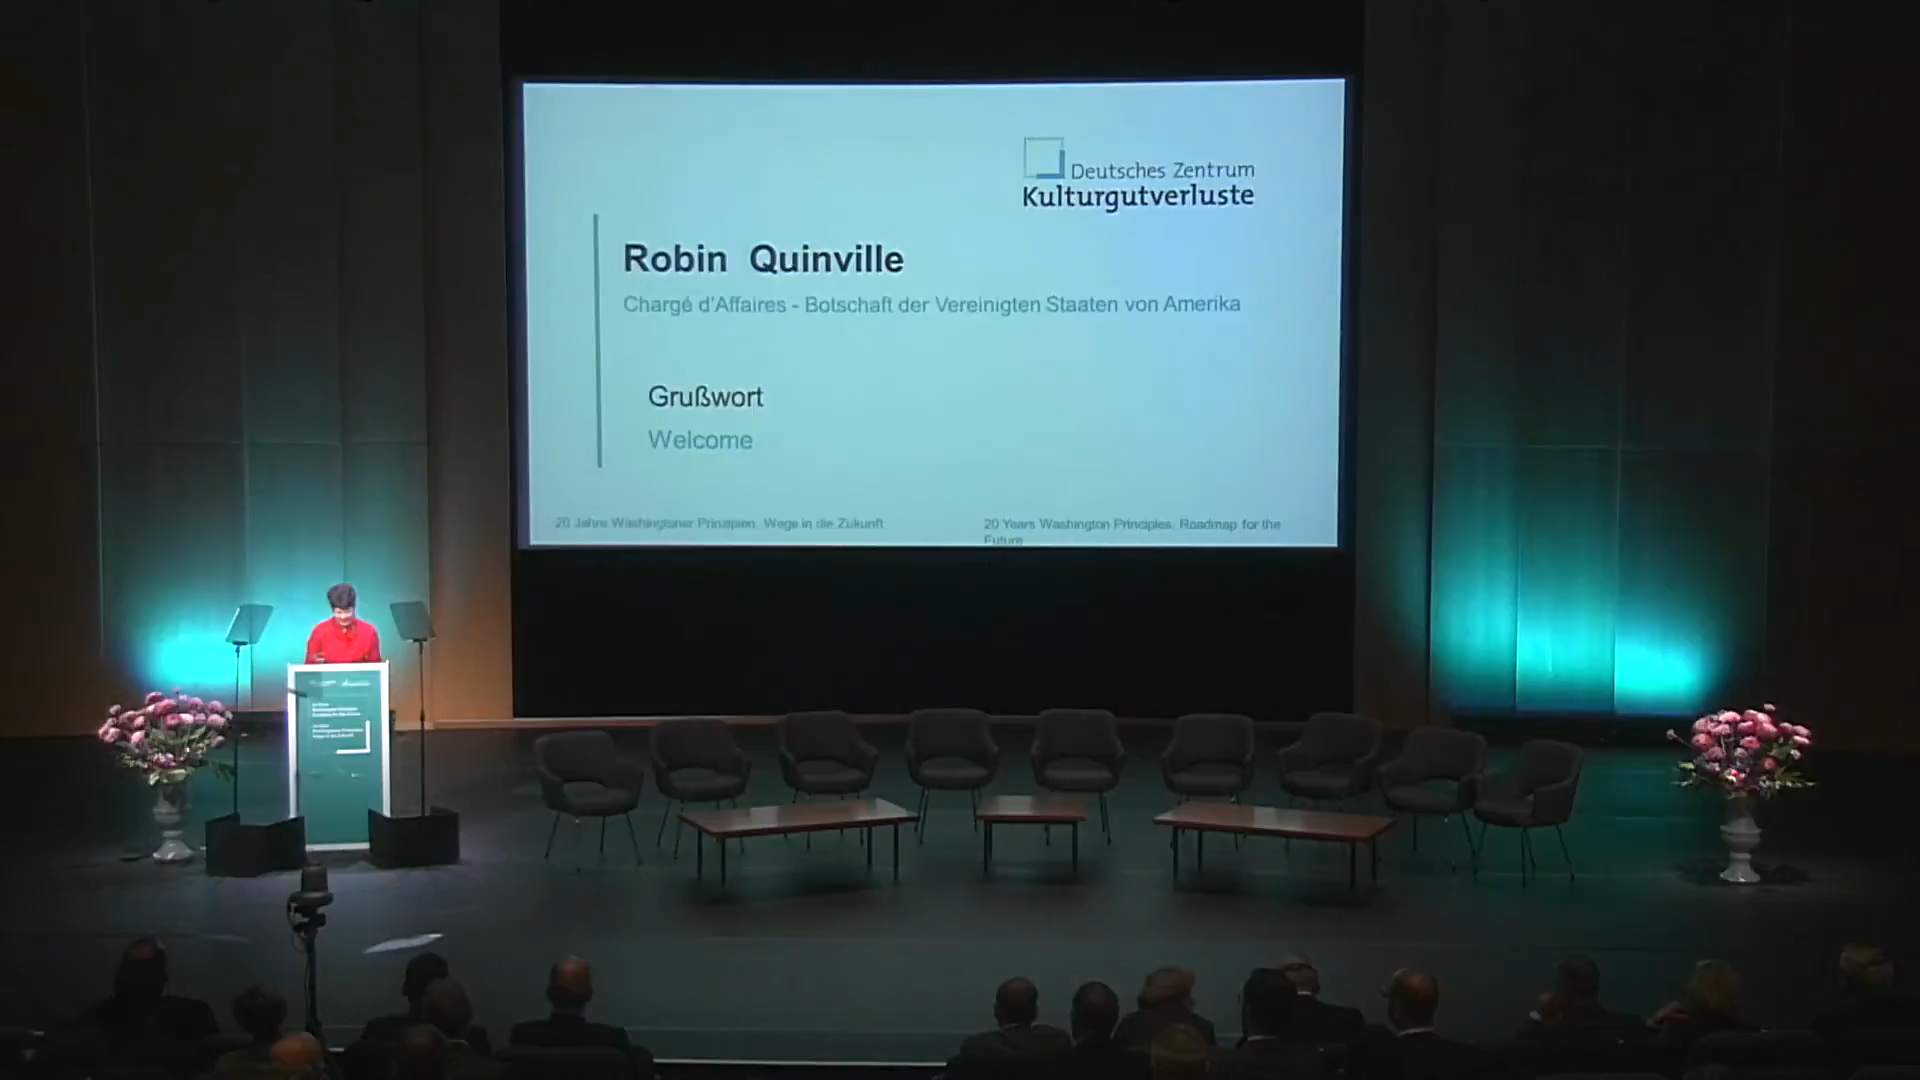 Deutsches Zentrum
Kulturgutverluste
Robin Quinville
Chargé d'Affaires - Botschaft der Vereinigten Staaten von Amerika
Grußwort
Welcome
20 Jahre Washingtoner Prinzipien. Wege in die Zukunft
20 Years Washington Principles. Roadmap for the
Future